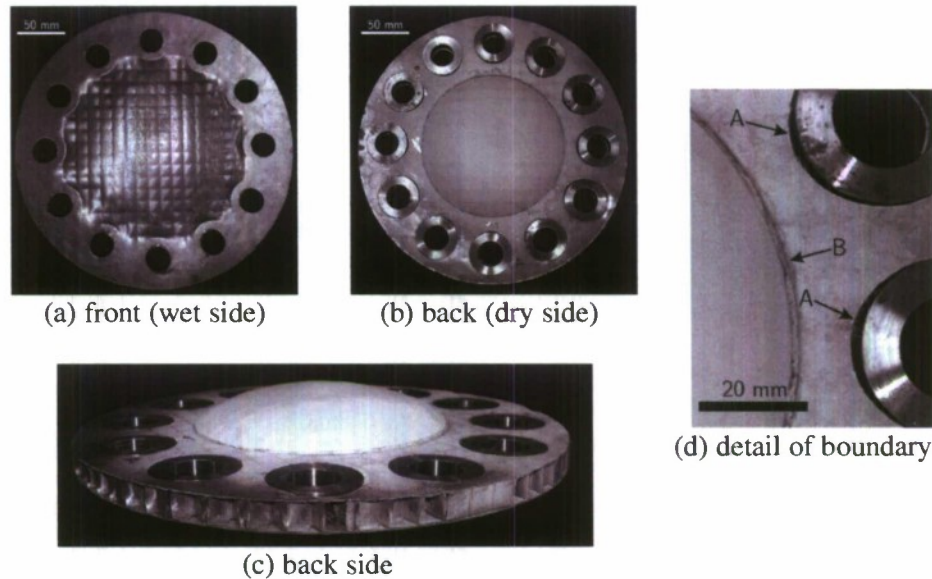 50 mm
50 mm
(a) front (wet side)
(b) back (dry side)
A
B
A
20 mm
(d) detail of boundary
(c) back side